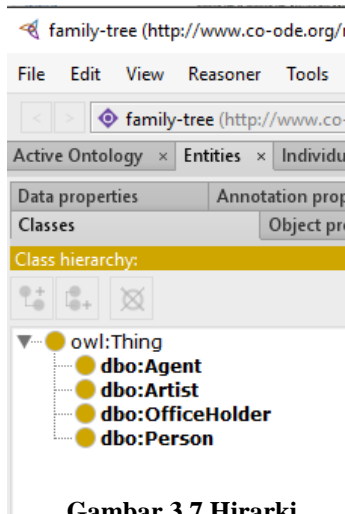 family-tree (http://www.co-ode.org/
File Edit View Reasoner Tools
family-tree (http://www.co-
Active Ontology × Entities × Individu
Data properties Annotation prop
Classes Object pro
Class hierarchy:
owl:Thing
dbo:Agent
dbo:Artist
dbo:OfficeHolder
dbo:Person
Gambar 3.7 Hirarki